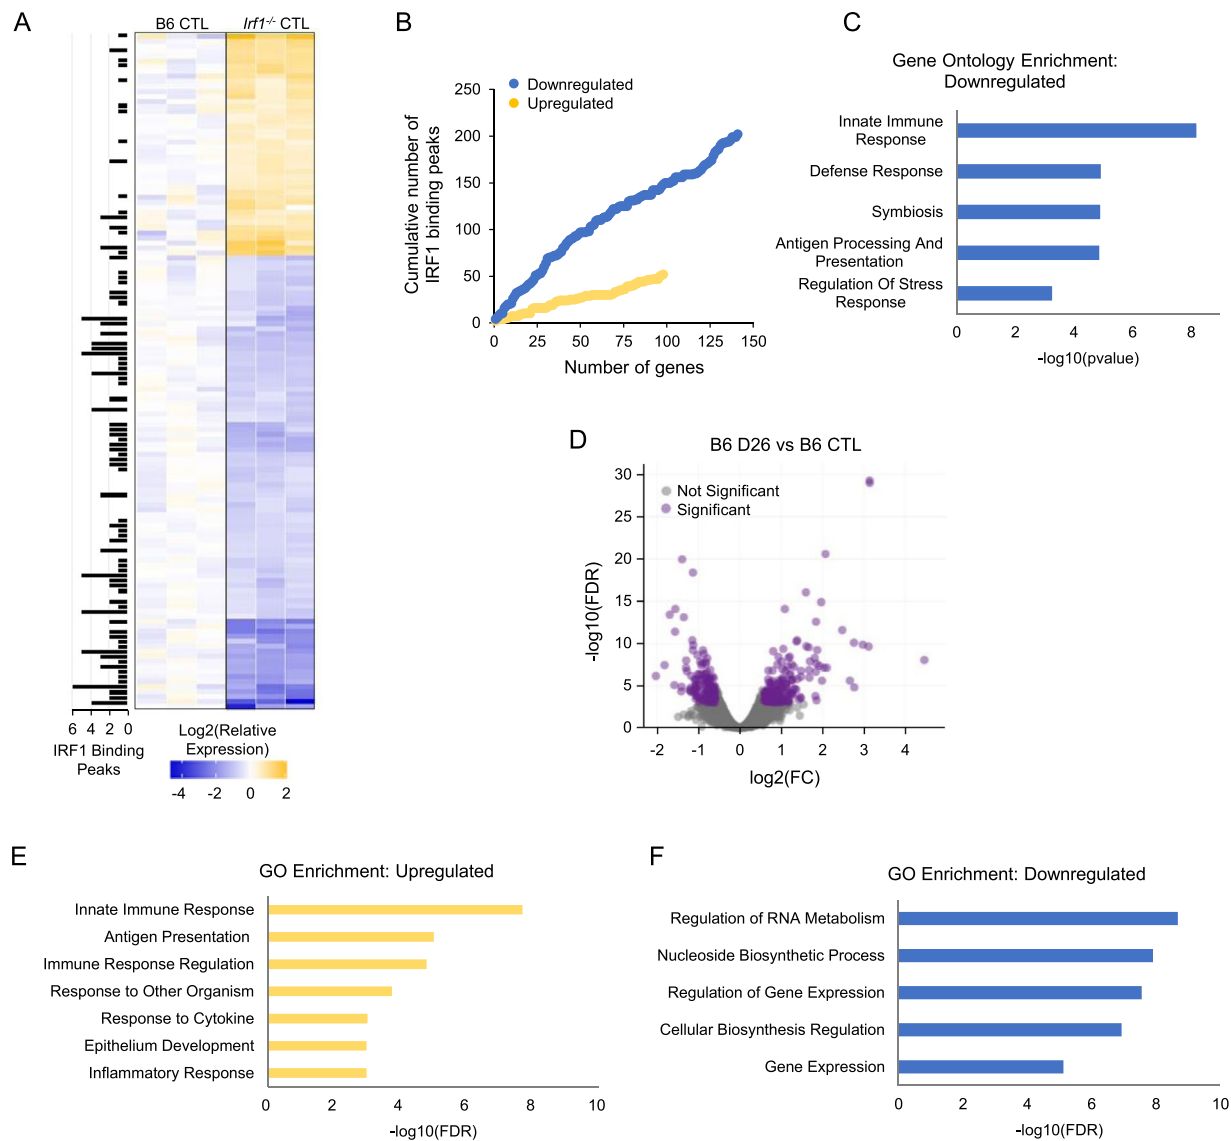 A
B6 CTL
Irf1-/- CTL
6 4 2 0
IRF1 Binding
Peaks
Log2(Relative
Expression)
-4 -2 0 2
B
Downregulated
Upregulated
Cumulative number of
IRF1 binding peaks
250
200
150
100
50
0
0 25 50 75 100 125 150
Number of genes
C
Gene Ontology Enrichment:
Downregulated
Innate Immune
Response
Defense Response
Symbiosis
Antigen Processing And
Presentation
Regulation Of Stress
Response
0 2 4 6 8
-log10(pvalue)
D
B6 D26 vs B6 CTL
Not Significant
Significant
-log10(FDR)
30
25
20
15
10
5
0
-2 -1 0 1 2 3 4
log2(FC)
E
GO Enrichment: Upregulated
Innate Immune Response
Antigen Presentation
Immune Response Regulation
Response to Other Organism
Response to Cytokine
Epithelium Development
Inflammatory Response
0 2 4 6 8 10
-log10(FDR)
F
GO Enrichment: Downregulated
Regulation of RNA Metabolism
Nucleoside Biosynthetic Process
Regulation of Gene Expression
Cellular Biosynthesis Regulation
Gene Expression
0 2 4 6 8 10
-log10(FDR)